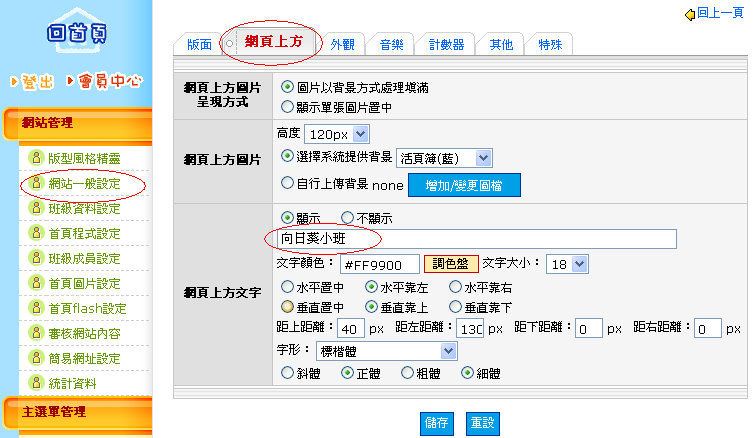 回首頁
登出 會員中心
網站管理
版型風格精靈
網站一般設定
班級資料設定
首頁程式設定
班級成員設定
首頁圖片設定
首頁flash設定
審核網站內容
簡易網址設定
統計資料
主選單管理
回上一頁
版面 網頁上方 外觀 音樂 計數器 其他 特殊
網頁上方圖片
呈現方式
圖片以背景方式處理填滿
顯示單張圖片置中
網頁上方圖片
高度 120px
選擇系統提供背景 活頁簿(藍)
自行上傳背景 none 增加/變更圖檔
網頁上方文字
顯示 不顯示
向日葵小班
文字顏色： #FF9900 調色盤 文字大小： 18
水平置中 水平靠左 水平靠右
垂直置中 垂直靠上 垂直靠下
距上距離： 40 px 距左距離： 130 px 距下距離： 0 px 距右距離： 0 px
字形： 標楷體
斜體 正體 粗體 細體
儲存 重設